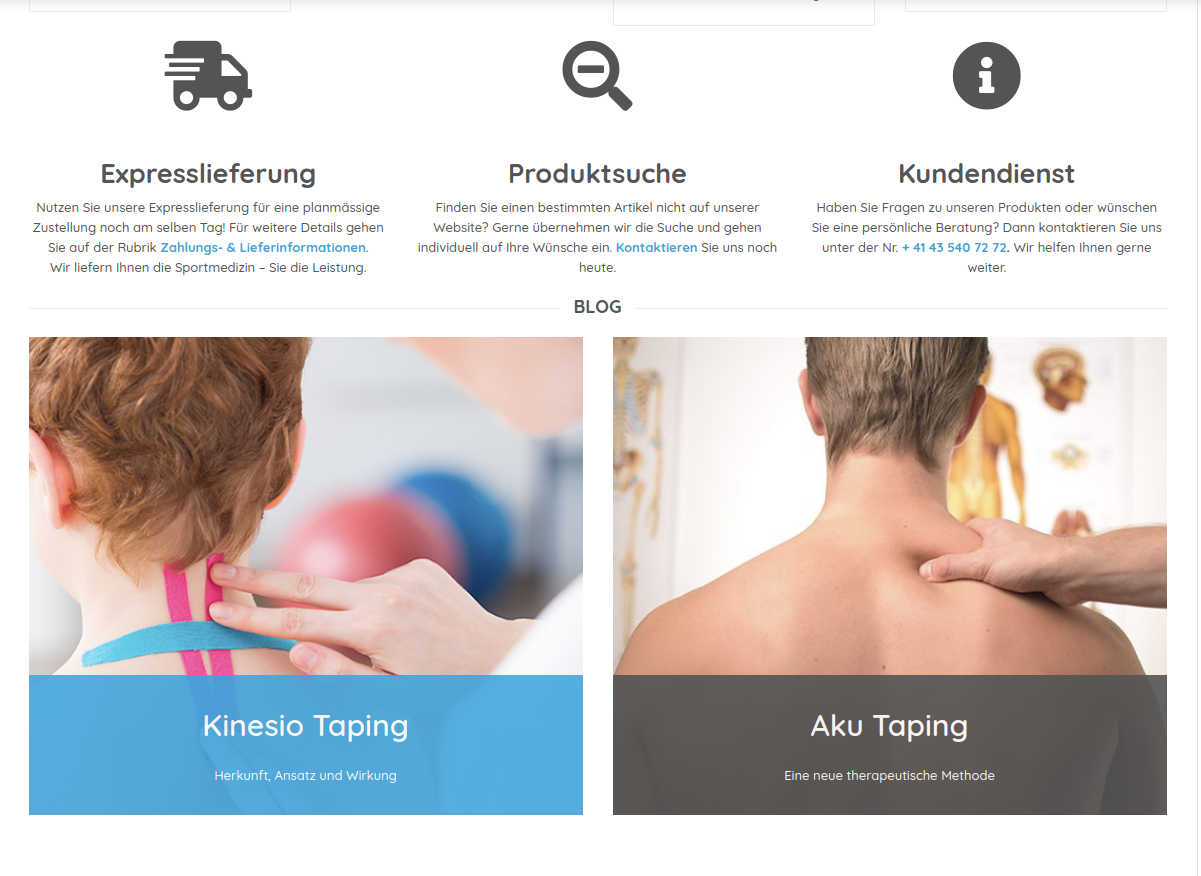 Expresslieferung
Nutzen Sie unsere Expresslieferung für eine planmässige
Zustellung noch am selben Tag! Für weitere Details gehen
Sie auf der Rubrik Zahlungs- & Lieferinformationen.
Wir liefern Ihnen die Sportmedizin – Sie die Leistung.
Produktsuche
Finden Sie einen bestimmten Artikel nicht auf unserer
Website? Gerne übernehmen wir die Suche und gehen
individuell auf Ihre Wünsche ein. Kontaktieren Sie uns noch
heute.
Kundendienst
Haben Sie Fragen zu unseren Produkten oder wünschen
Sie eine persönliche Beratung? Dann kontaktieren Sie uns
unter der Nr. + 41 43 540 72 72. Wir helfen Ihnen gerne
weiter.
BLOG
Kinesio Taping
Herkunft, Ansatz und Wirkung
Aku Taping
Eine neue therapeutische Methode